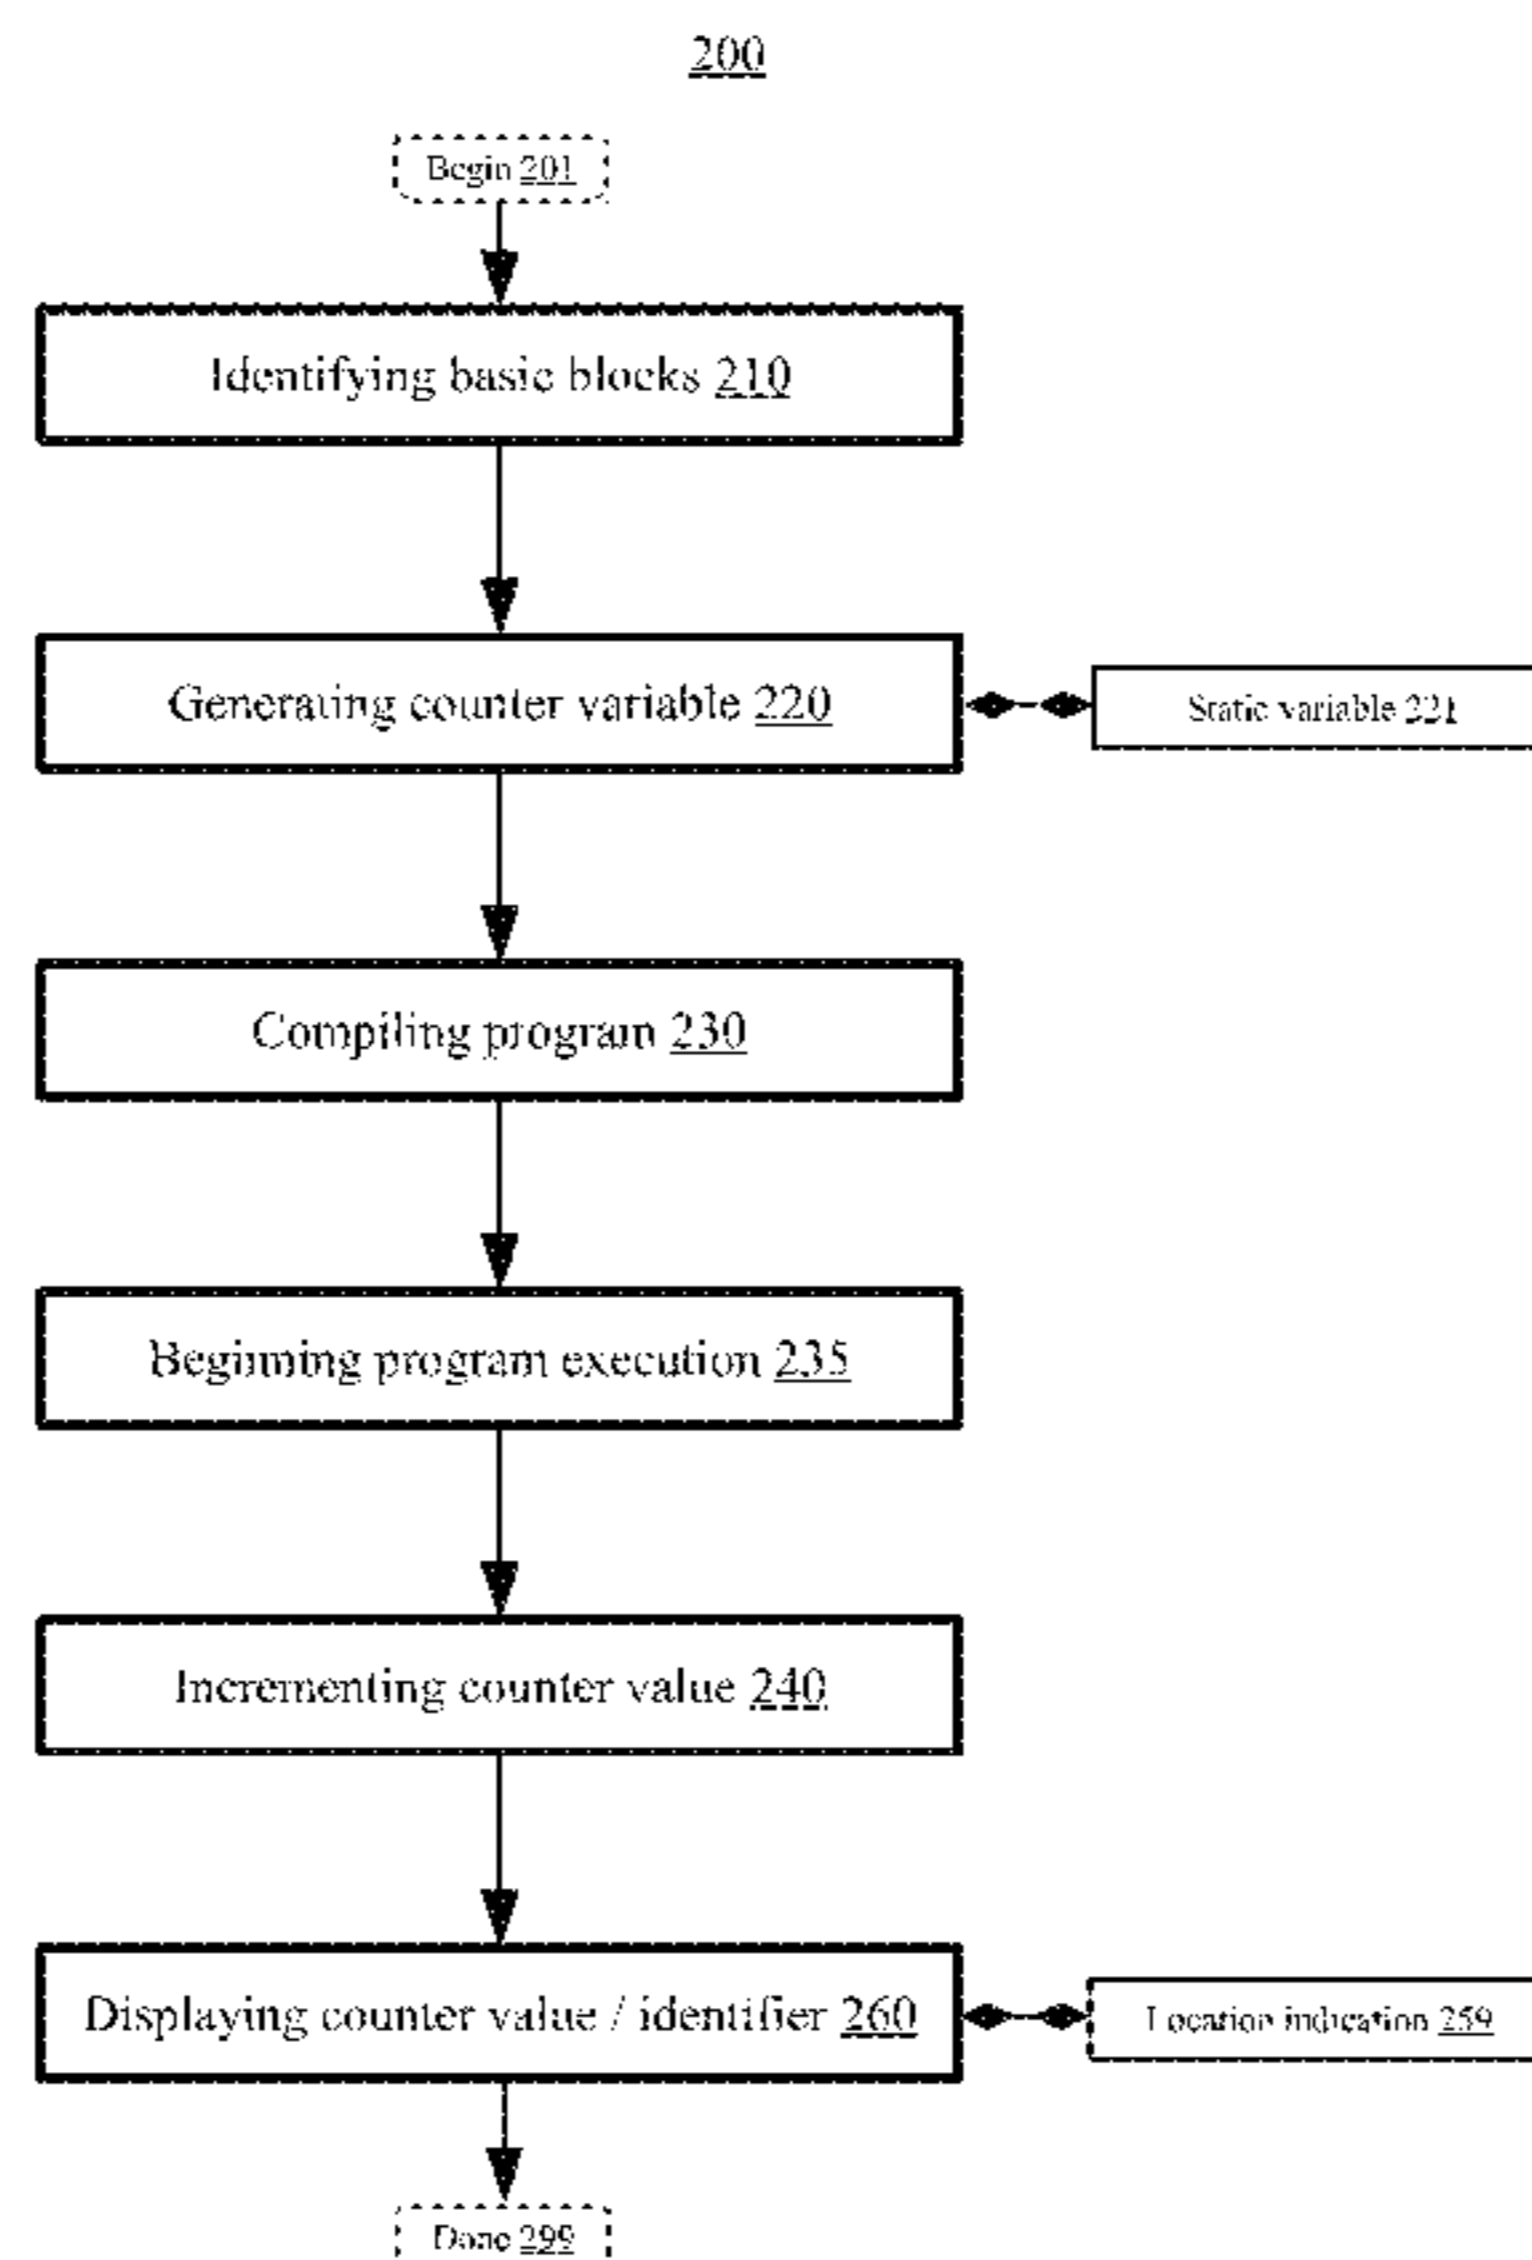 200
Begin 201
Identifying basic blocks 210
Generating counter variable 220
Static variable 221
Compiling program 230
Beginning program execution 235
Incrementing counter value 240
Displaying counter value / identifier 260
Location indication 259
Done 299